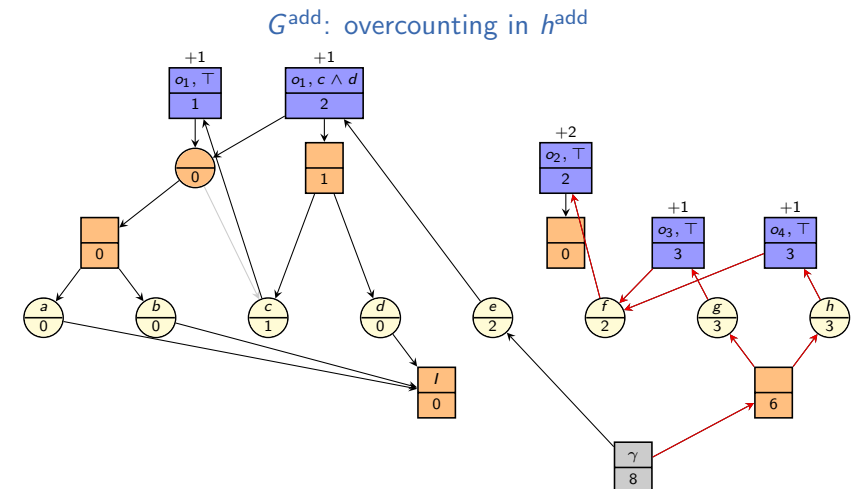 G^add: overcounting in h^add
+1 +1
o₁, ⊤ o₁, c ∧ d
1 2
+2
o₂, ⊤
2
0 1
+1 +1
o₃, ⊤ o₄, ⊤
0 0 3 3
a b c d e f g h
0 0 1 0 2 2 3 3
I
0 6
γ
8